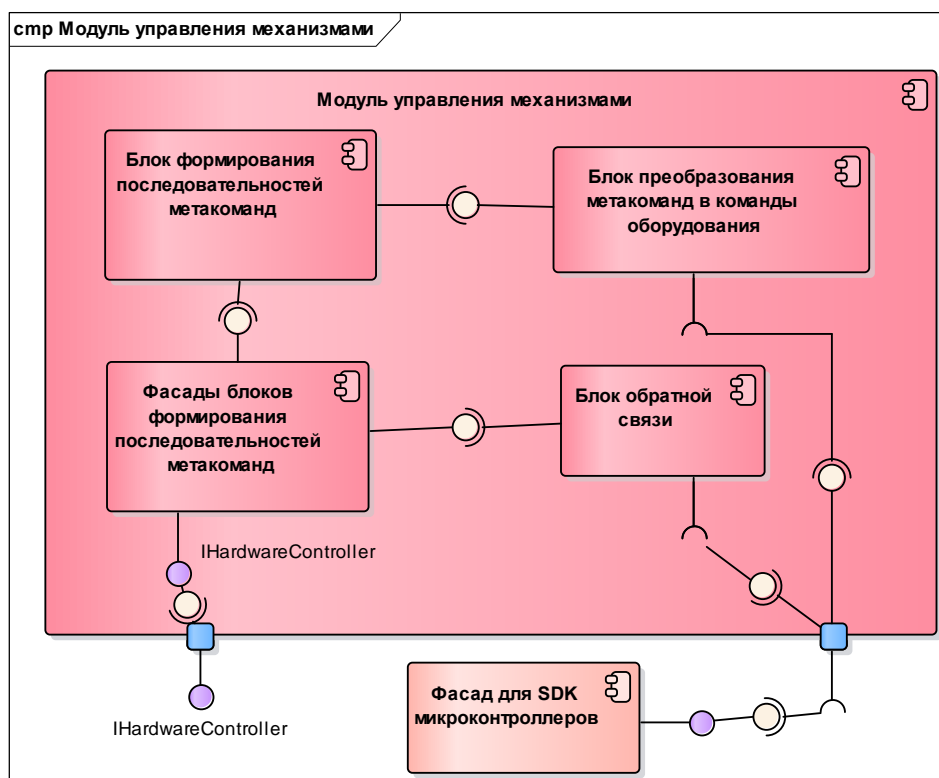 cmp Модуль управления механизмами
Модуль управления механизмами
Блок формирования
последовательностей
метакоманд
Блок преобразования
метакоманд в команды
оборудования
Фасады блоков
формирования
последовательностей
метакоманд
Блок обратной
связи
IHardwareController
Фасад для SDK
микроконтроллеров
IHardwareController